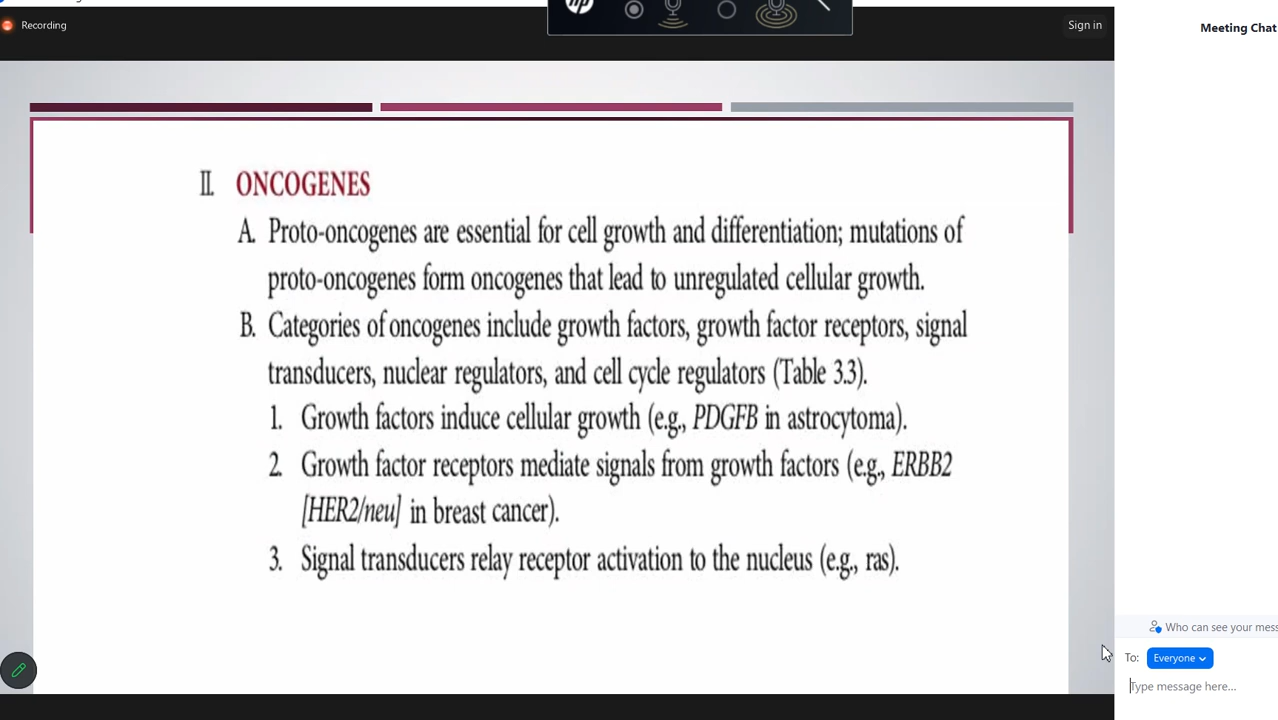 Recording
hp
Sign in
Meeting Chat
II. ONCOGENES
A. Proto-oncogenes are essential for cell growth and differentiation; mutations of
proto-oncogenes form oncogenes that lead to unregulated cellular growth.
B. Categories of oncogenes include growth factors, growth factor receptors, signal
transducers, nuclear regulators, and cell cycle regulators (Table 3.3).
1. Growth factors induce cellular growth (e.g., PDGFB in astrocytoma).
2. Growth factor receptors mediate signals from growth factors (e.g., ERBB2
[HER2/neu] in breast cancer).
3. Signal transducers relay receptor activation to the nucleus (e.g., ras).
Who can see your mess
To: Everyone
Type message here...